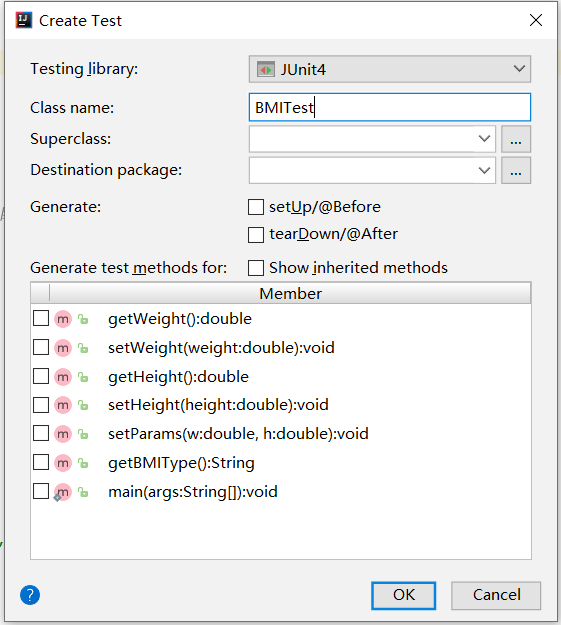 Create Test
Testing library:
JUnit4
Class name:
BMITest
Superclass:
...
Destination package:
...
Generate:
setUp/@Before
tearDown/@After
Generate test methods for:
Show inherited methods
Member
m getWeight():double
m setWeight(weight:double):void
m getHeight():double
m setHeight(height:double):void
m setParams(w:double, h:double):void
m getBMIType():String
m main(args:String[]):void
?
OK
Cancel